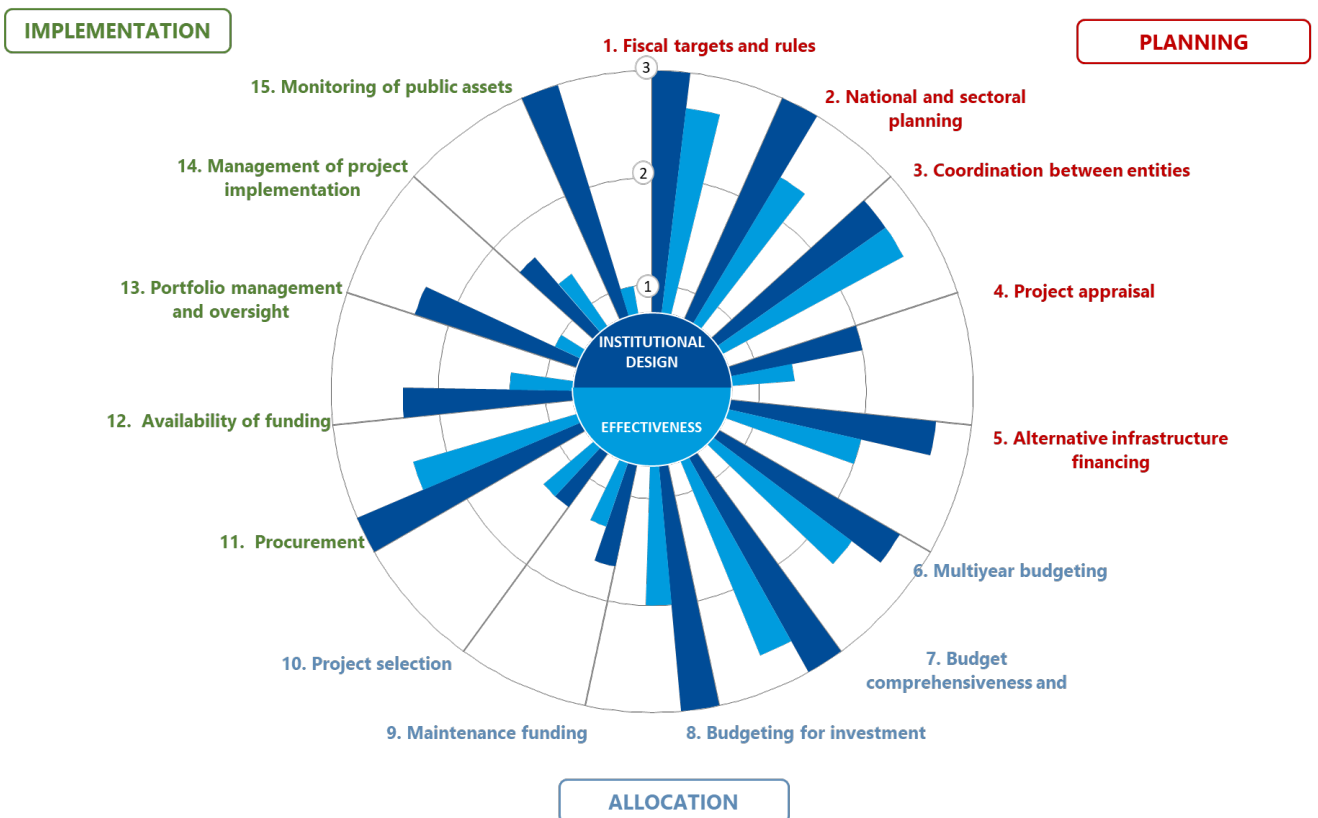 IMPLEMENTATION
PLANNING
1. Fiscal targets and rules
2. National and sectoral
planning
3. Coordination between entities
4. Project appraisal
5. Alternative infrastructure
financing
6. Multiyear budgeting
7. Budget
comprehensiveness and
8. Budgeting for investment
9. Maintenance funding
10. Project selection
11. Procurement
12. Availability of funding
13. Portfolio management
and oversight
14. Management of project
implementation
15. Monitoring of public assets
3
2
1
INSTITUTIONAL
DESIGN
EFFECTIVENESS
ALLOCATION